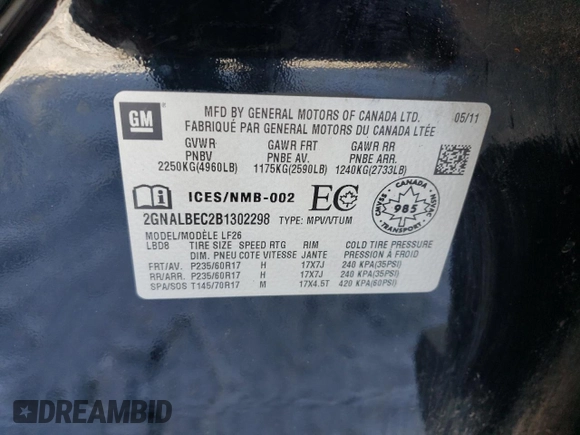 GM
MFD BY GENERAL MOTORS OF CANADA LTD. 05/11
FABRIQUÉ PAR GENERAL MOTORS DU CANADA LTÉE
GVWR GAWR FRT GAWR RR
PNBV PNBE AV. PNBE ARR.
2250KG(4960LB) 1175KG(2590LB) 1240KG(2733LB)
ICES/NMB-002 EC
CANADA
985
2GNALBEC2B1302298 TYPE: MPV/VTUM
MODEL/MODÈLE LF26
LBD8 TIRE SIZE SPEED RTG RIM COLD TIRE PRESSURE
DIM. PNEU COTE VITESSE JANTE PRESSION À FROID
FRT/AV. P235/60R17 H 17X7J 240 KPA(35PSI)
RR/ARR. P235/60R17 H 17X7J 240 KPA(35PSI)
SPA/SOS T145/70R17 M 17X4.5T 420 KPA(60PSI)
DREAMBID